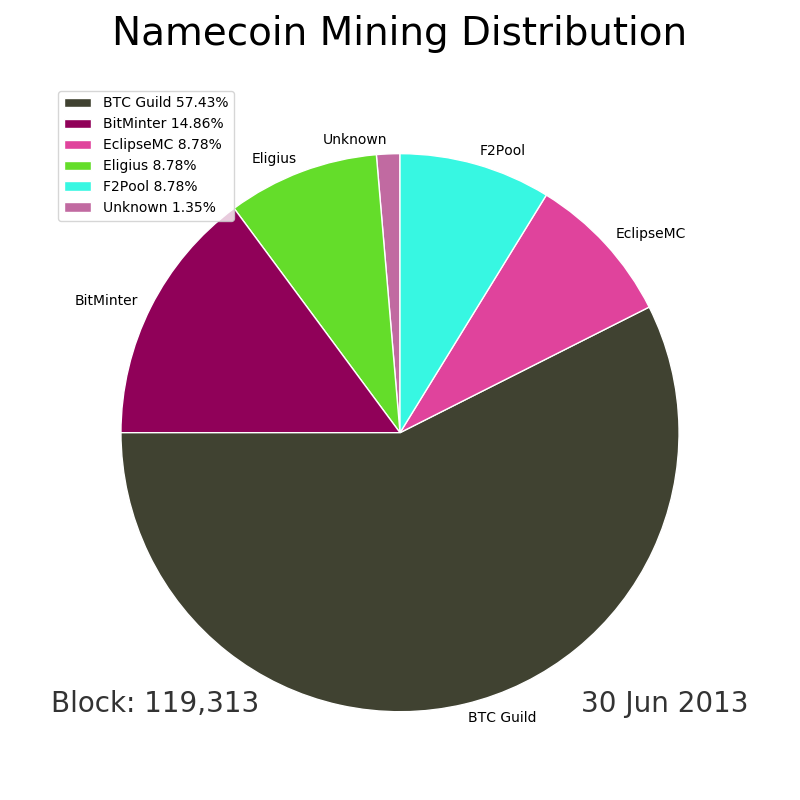 Namecoin Mining Distribution
BTC Guild 57.43%
BitMinter 14.86%
EclipseMC 8.78%
Eligius 8.78%
F2Pool 8.78%
Unknown 1.35%
Unknown
F2Pool
Eligius
EclipseMC
BitMinter
Block: 119,313
30 Jun 2013
BTC Guild